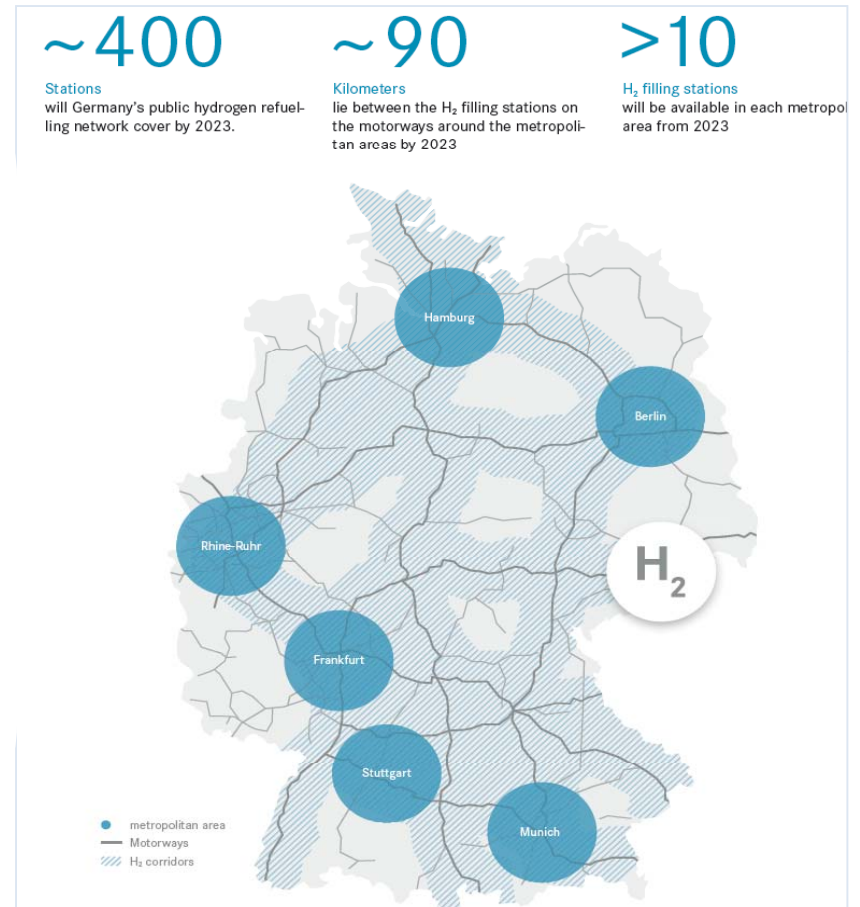 ~400
Stations
will Germany's public hydrogen refuel-
ling network cover by 2023.
~90
Kilometers
lie between the H₂ filling stations on
the motorways around the metropoli-
tan areas by 2023
>10
H₂ filling stations
will be available in each metropol
area from 2023
Hamburg
Berlin
Rhine-Ruhr
H₂
Frankfurt
Stuttgart
Munich
metropolitan area
Motorways
H₂ corridors